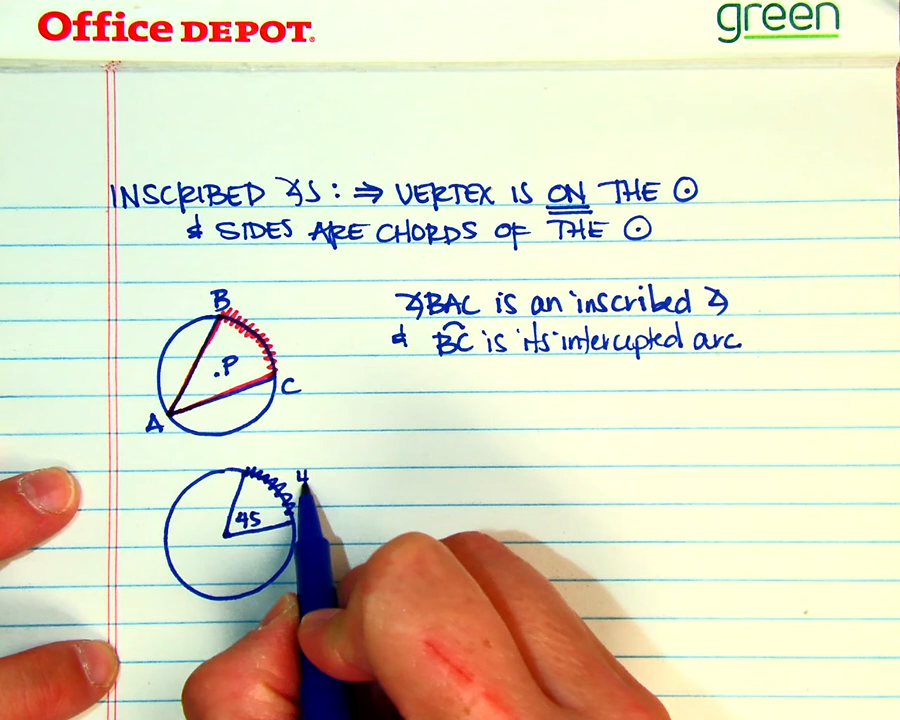 Office DEPOT.
green
INSCRIBED ∡S: ⇒ VERTEX IS ON THE ⊙
& SIDES ARE CHORDS OF THE ⊙
B
∡BAC is an inscribed ∡
& B͡C is its intercepted arc.
.P
C
A
4
45